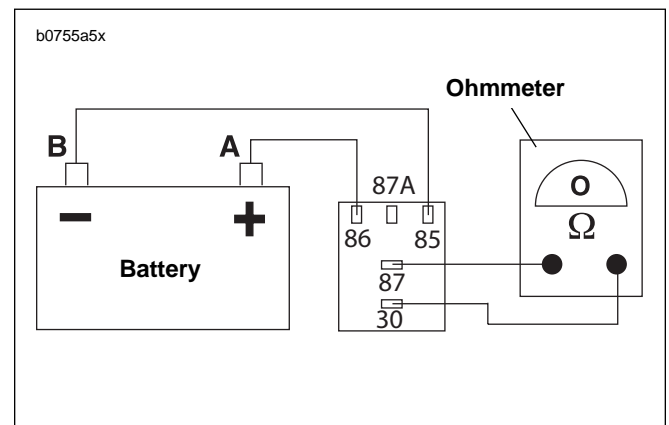 b0755a5x
Ohmmeter
B
A
87A
O
Ω
86
85
− +
Battery
87
30